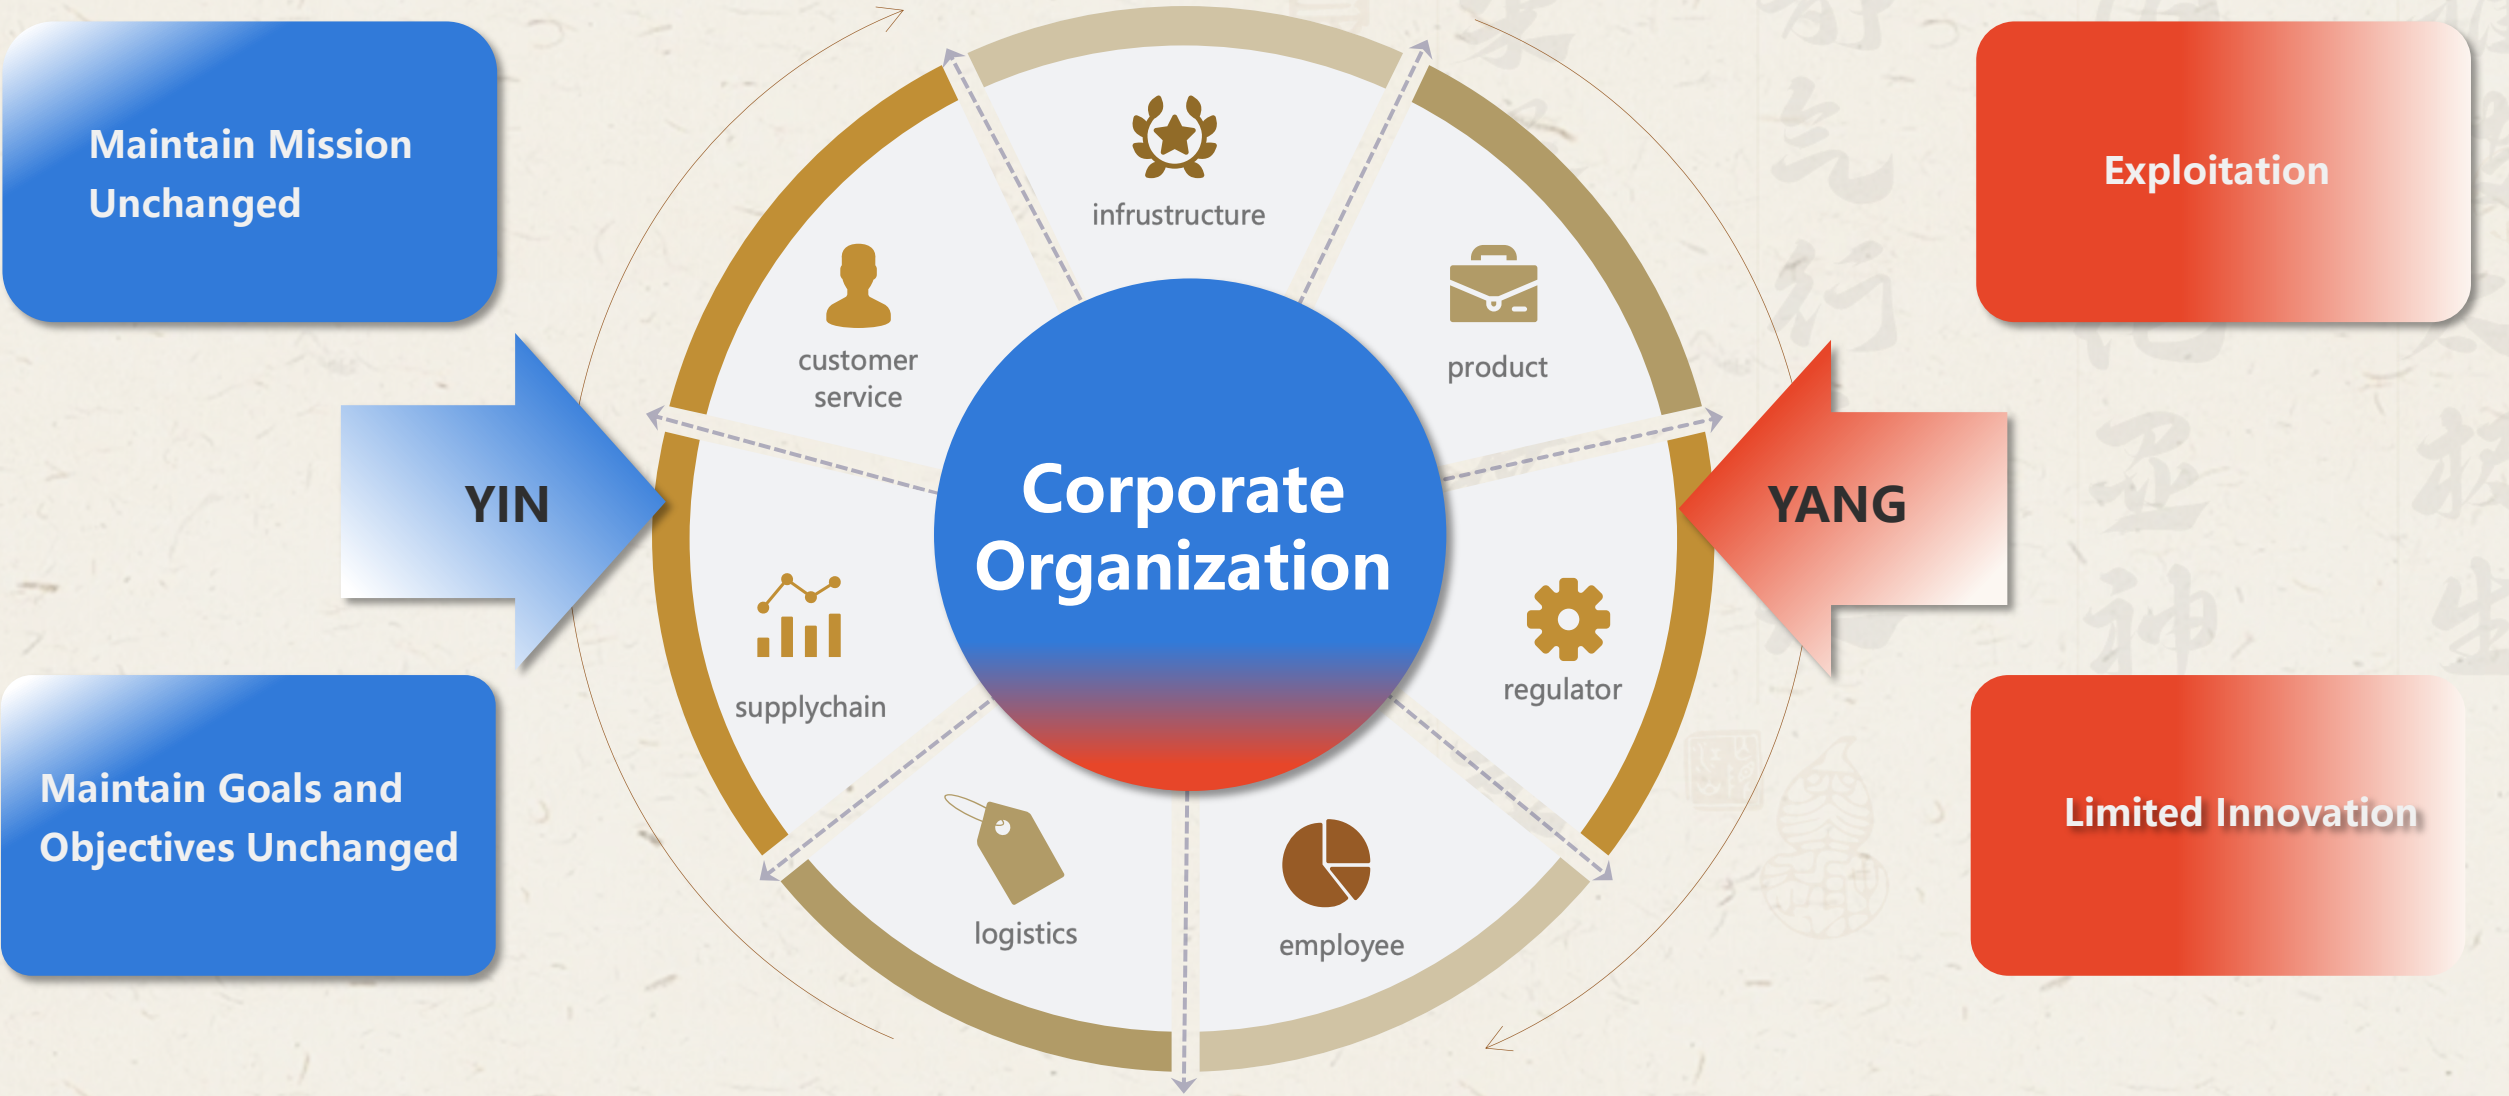 Maintain Mission
Unchanged
Exploitation
infrustructure
customer
service
product
YIN
Corporate
Organization
YANG
supplychain
regulator
Maintain Goals and
Objectives Unchanged
logistics
employee
Limited Innovation